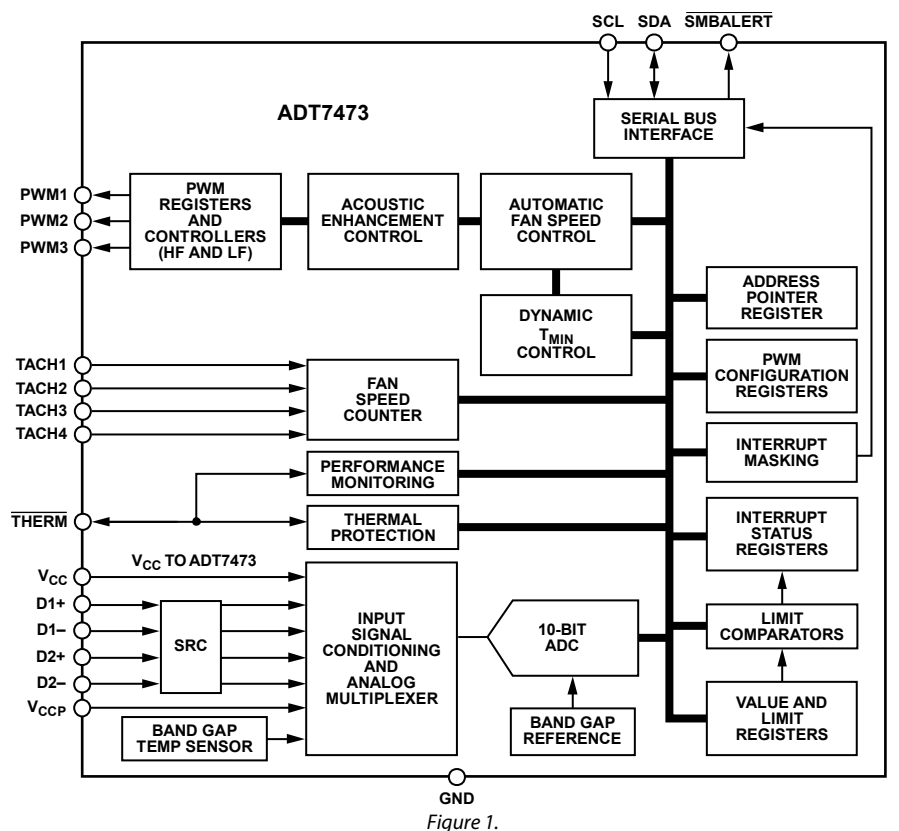 SCL SDA SMBALERT
ADT7473
SERIAL BUS
INTERFACE
PWM1
PWM2
PWM3
PWM
REGISTERS
AND
CONTROLLERS
(HF AND LF)
ACOUSTIC
ENHANCEMENT
CONTROL
AUTOMATIC
FAN SPEED
CONTROL
DYNAMIC
TMIN
CONTROL
ADDRESS
POINTER
REGISTER
PWM
CONFIGURATION
REGISTERS
INTERRUPT
MASKING
INTERRUPT
STATUS
REGISTERS
LIMIT
COMPARATORS
VALUE AND
LIMIT
REGISTERS
TACH1
TACH2
TACH3
TACH4
FAN
SPEED
COUNTER
PERFORMANCE
MONITORING
THERM
THERMAL
PROTECTION
VCC TO ADT7473
VCC
D1+
D1–
D2+
D2–
VCCP
SRC
INPUT
SIGNAL
CONDITIONING
AND
ANALOG
MULTIPLEXER
10-BIT
ADC
BAND GAP
TEMP SENSOR
BAND GAP
REFERENCE
GND
Figure 1.